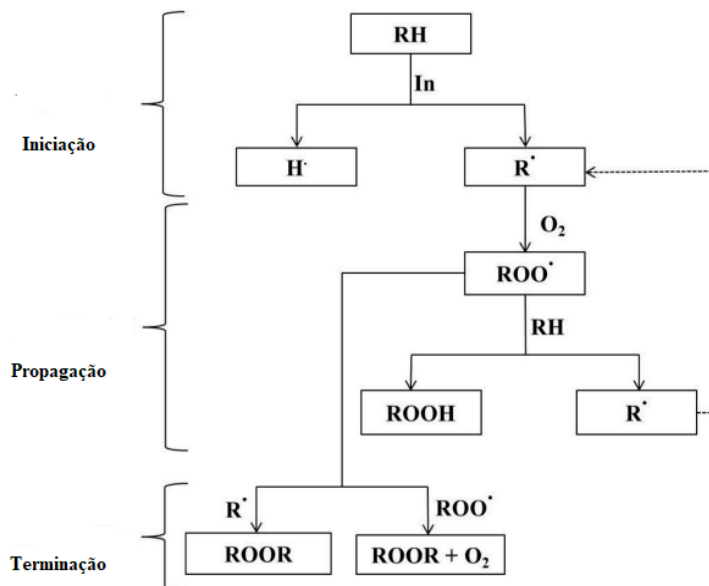 RH
In
Iniciação
H·
R•
O₂
ROO•
RH
Propagação
ROOH
R•
R•
ROO•
ROOR
ROOR + O₂
Terminação